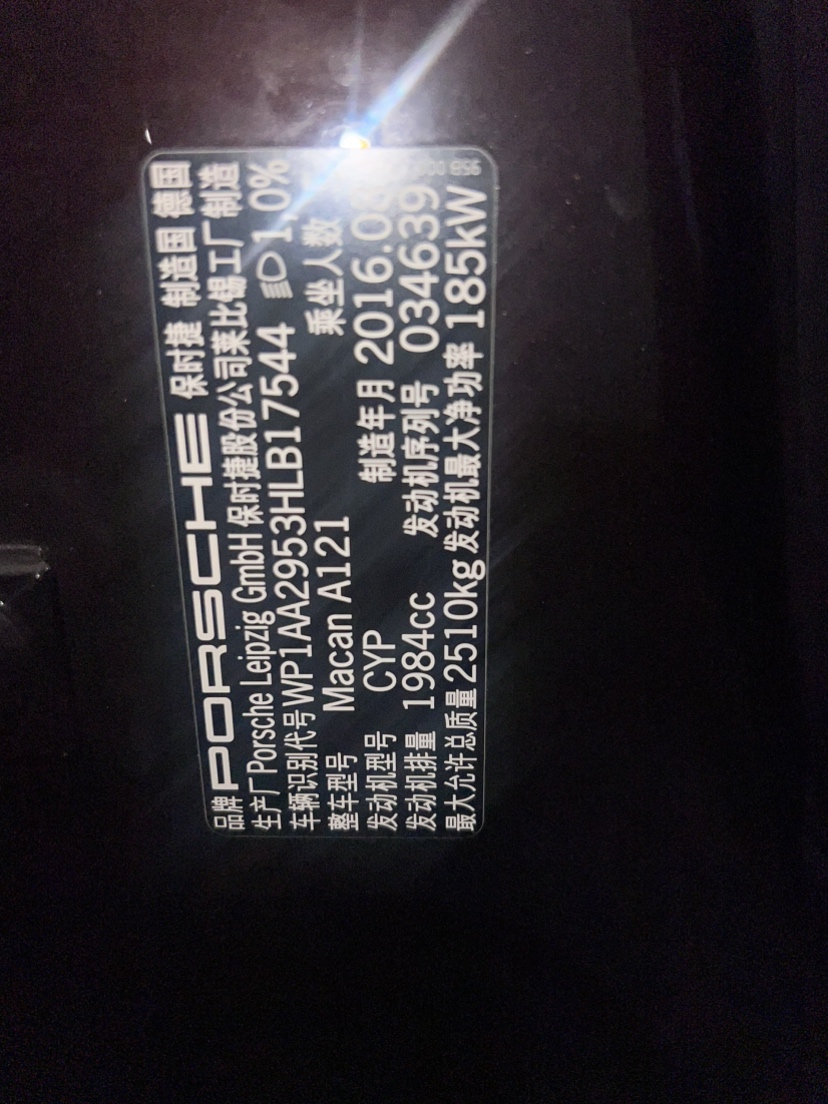 品牌 PORSCHE 保时捷 制造国 德国
生产厂 Porsche Leipzig GmbH 保时捷股份公司莱比锡工厂制造
车辆识别代号 WP1AA2953HLB17544 1,0%
整车型号 Macan A121 乘坐人数
发动机型号 CYP 制造年月 2016.09
发动机排量 1984cc 发动机序列号 034639
最大允许总质量 2510kg 发动机最大净功率 185kW
95B